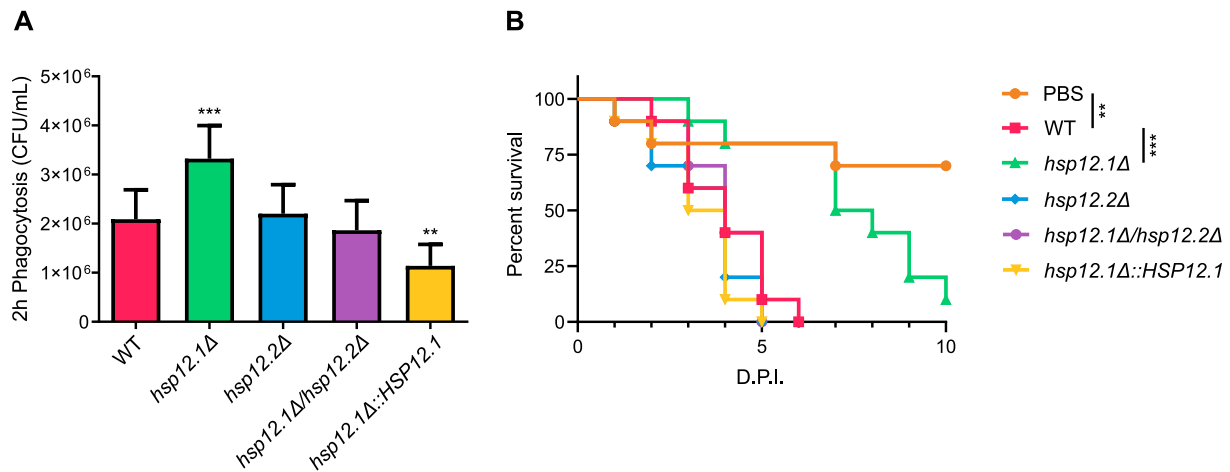 A
2h Phagocytosis (CFU/mL)
5×10⁶
4×10⁶
3×10⁶
2×10⁶
1×10⁶
0
***
**
WT
hsp12.1Δ
hsp12.2Δ
hsp12.1Δ/hsp12.2Δ
hsp12.1Δ::HSP12.1
B
Percent survival
100
75
50
25
0
0
5
10
D.P.I.
PBS
WT
hsp12.1Δ
hsp12.2Δ
hsp12.1Δ/hsp12.2Δ
hsp12.1Δ::HSP12.1
**
***